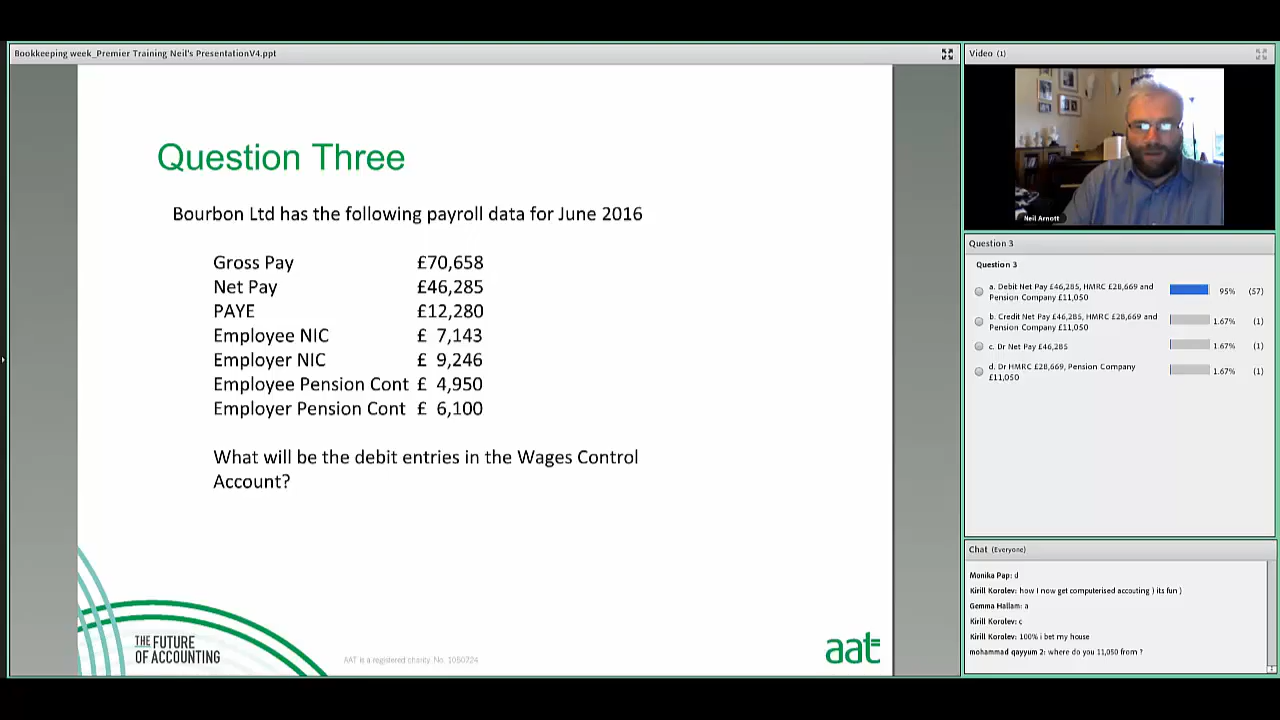 Bookkeeping week_Premier Training Neil's PresentationV4.ppt
Question Three
Bourbon Ltd has the following payroll data for June 2016
Gross Pay £70,658
Net Pay £46,285
PAYE £12,280
Employee NIC £ 7,143
Employer NIC £ 9,246
Employee Pension Cont £ 4,950
Employer Pension Cont £ 6,100
What will be the debit entries in the Wages Control
Account?
THE FUTURE
OF ACCOUNTING
AAT is a registered charity. No. 1050724
aat
Video (1)
Neil Arnott
Question 3
Question 3
a. Debit Net Pay £46,285, HMRC £28,669 and
Pension Company £11,050
95% (57)
b. Credit Net Pay £46,285, HMRC £28,669 and
Pension Company £11,050
1.67% (1)
c. Dr Net Pay £46,285
1.67% (1)
d. Dr HMRC £28,669, Pension Company
£11,050
1.67% (1)
Chat (Everyone)
Monika Pap: d
Kirill Korolev: how I now get computerised accouting ) its fun )
Gemma Hallam: a
Kirill Korolev: c
Kirill Korolev: 100% i bet my house
mohammad qayyum 2: where do you 11,050 from ?